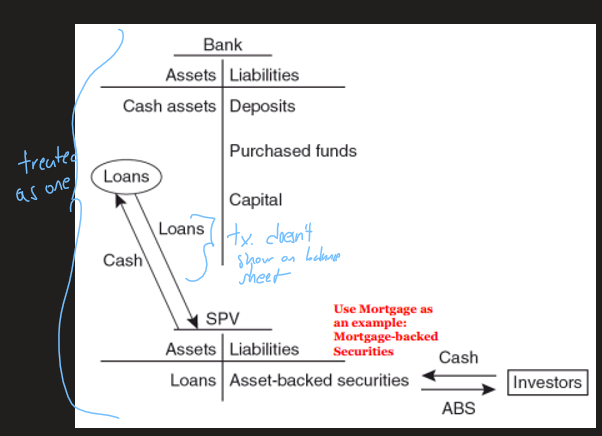 Bank
Assets Liabilities
Cash assets Deposits
treated
as one
Purchased funds
Loans
Capital
Loans
tx. doesn't
show on balance
sheet
Cash
SPV
Use Mortgage as
an example:
Mortgage-backed
Securities
Assets Liabilities
Cash
Loans Asset-backed securities
Investors
ABS